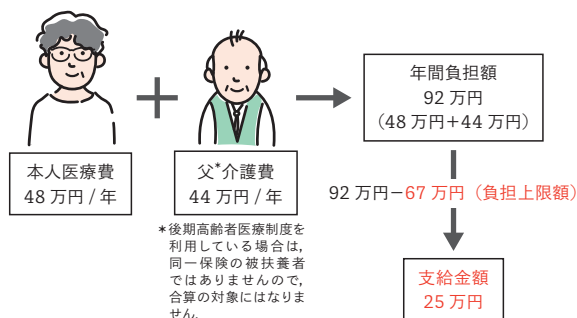 本人医療費
48 万円 / 年
父*介護費
44 万円 / 年
*後期高齢者医療制度を
利用している場合は,
同一保険の被扶養者
ではありませんので,
合算の対象にはなりま
せん.
年間負担額
92 万円
（48 万円＋44 万円）
92 万円−67 万円（負担上限額）
支給金額
25 万円